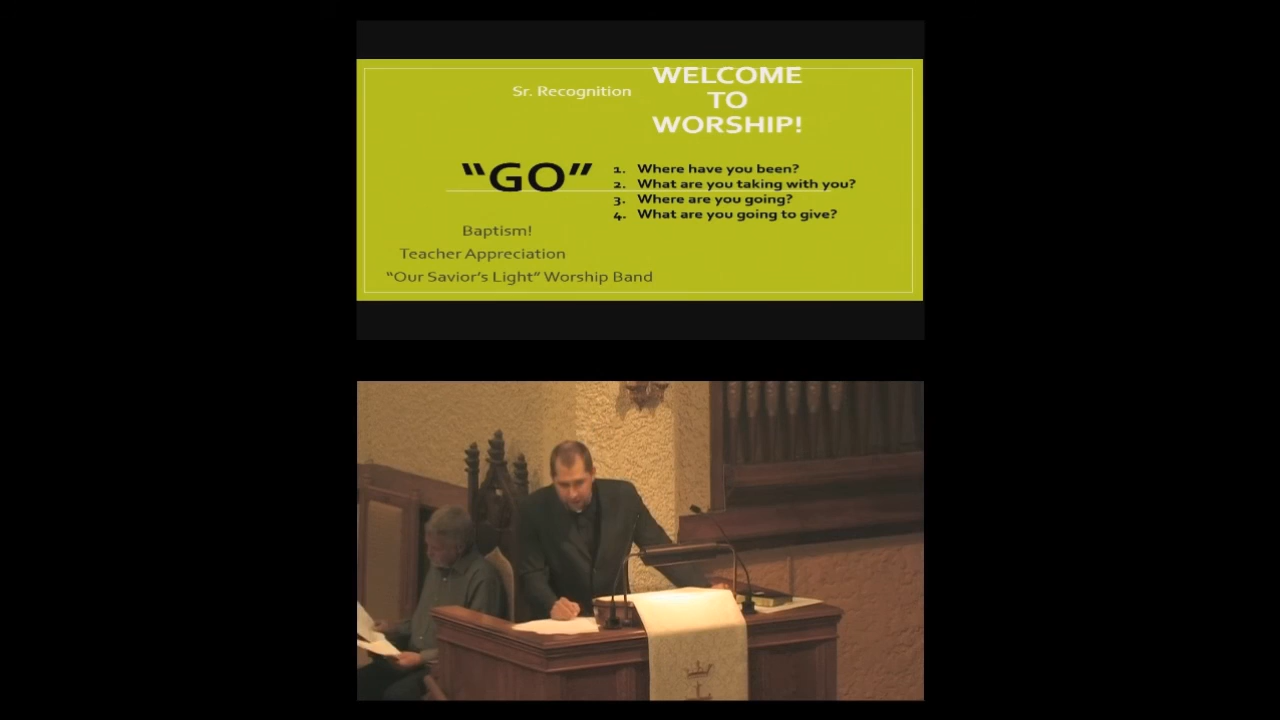 Sr. Recognition
WELCOME
TO
WORSHIP!
“GO”
1. Where have you been?
2. What are you taking with you?
3. Where are you going?
4. What are you going to give?
Baptism!
Teacher Appreciation
“Our Savior’s Light” Worship Band